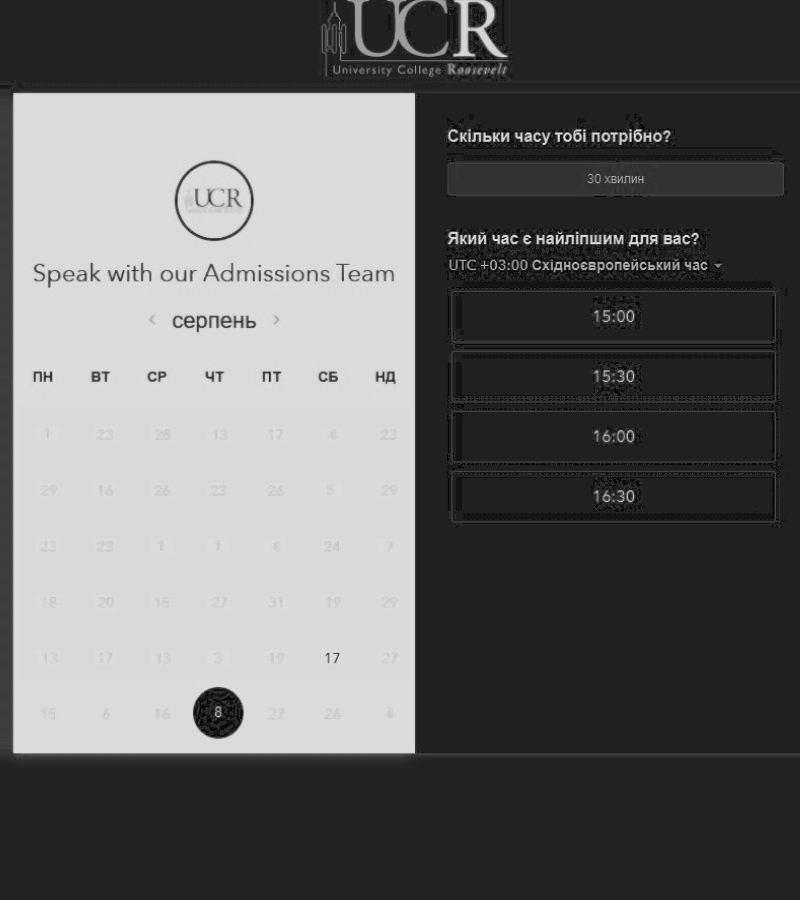 UCR
University College Roosevelt
UCR
Speak with our Admissions Team
‹ серпень ›
ПН ВТ СР ЧТ ПТ СБ НД
1 23 28 13 17 4 23
29 16 26 23 26 5 29
23 23 1 1 4 24 7
18 20 15 27 31 19 29
13 17 13 3 19 17 27
15 6 16 8 27 26 4
Скільки часу тобі потрібно?
30 хвилин
Який час є найліпшим для вас?
UTC +03:00 Східноєвропейський час
15:00
15:30
16:00
16:30